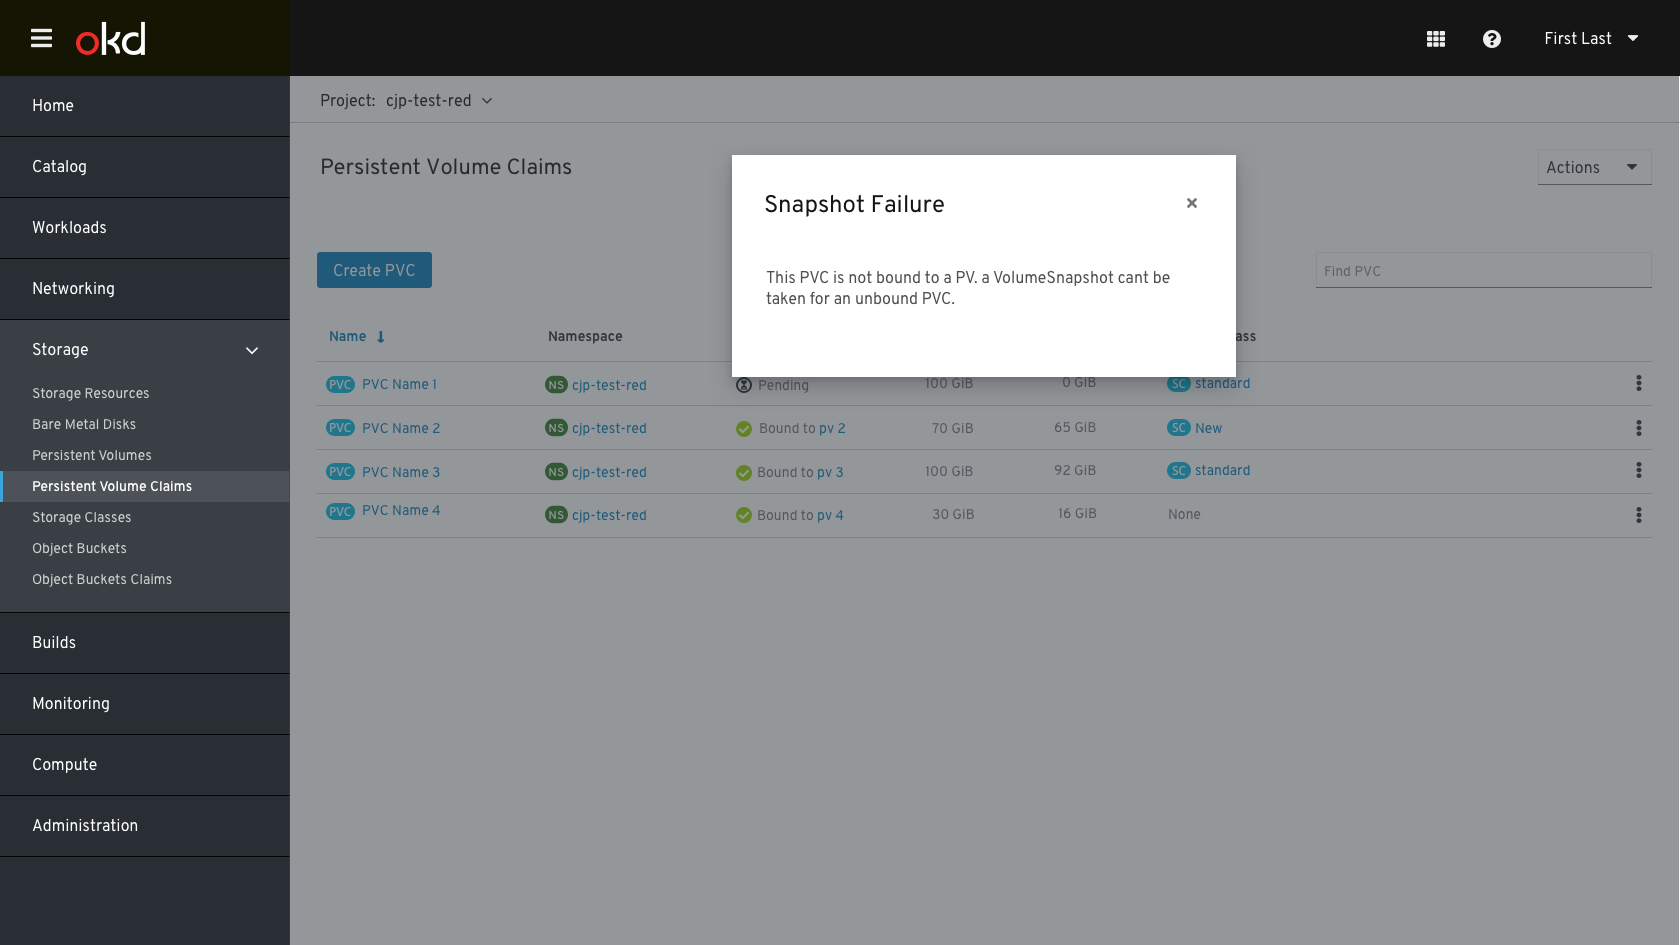 okd
First Last
Home
Catalog
Workloads
Networking
Storage
Storage Resources
Bare Metal Disks
Persistent Volumes
Persistent Volume Claims
Storage Classes
Object Buckets
Object Buckets Claims
Builds
Monitoring
Compute
Administration
Project: cjp-test-red
Persistent Volume Claims
Actions
Create PVC
Find PVC
Snapshot Failure
This PVC is not bound to a PV. a VolumeSnapshot cant be
taken for an unbound PVC.
Name Namespace ass
PVC PVC Name 1 NS cjp-test-red Pending 100 GiB 0 GiB SC standard
PVC PVC Name 2 NS cjp-test-red Bound to pv 2 70 GiB 65 GiB SC New
PVC PVC Name 3 NS cjp-test-red Bound to pv 3 100 GiB 92 GiB SC standard
PVC PVC Name 4 NS cjp-test-red Bound to pv 4 30 GiB 16 GiB None